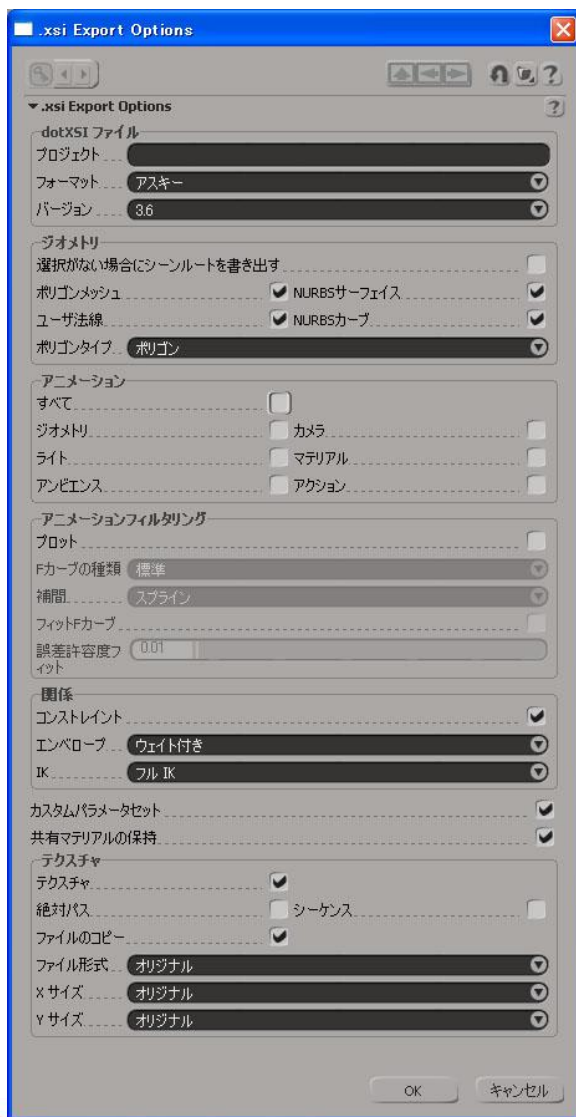 .xsi Export Options
.xsi Export Options
dotXSI ファイル
プロジェクト
フォーマット アスキー
バージョン 3.6
ジオメトリ
選択がない場合にシーンルートを書き出す
ポリゴンメッシュ NURBSサーフェイス
ユーザ法線 NURBSカーブ
ポリゴンタイプ ポリゴン
アニメーション
すべて
ジオメトリ カメラ
ライト マテリアル
アンビエンス アクション
アニメーションフィルタリング
プロット
Fカーブの種類 標準
補間 スプライン
フィットFカーブ
誤差許容度フ 0.01
ィット
関係
コンストレイント
エンベロープ ウェイト付き
IK フル IK
カスタムパラメータセット
共有マテリアルの保持
テクスチャ
テクスチャ
絶対パス シーケンス
ファイルのコピー
ファイル形式 オリジナル
X サイズ オリジナル
Y サイズ オリジナル
OK キャンセル